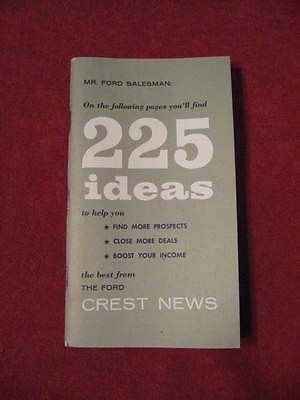 MR. FORD SALESMAN:
On the following pages you'll find
225
ideas
to help you
★ FIND MORE PROSPECTS
★ CLOSE MORE DEALS
★ BOOST YOUR INCOME
the best from
THE FORD
CREST NEWS